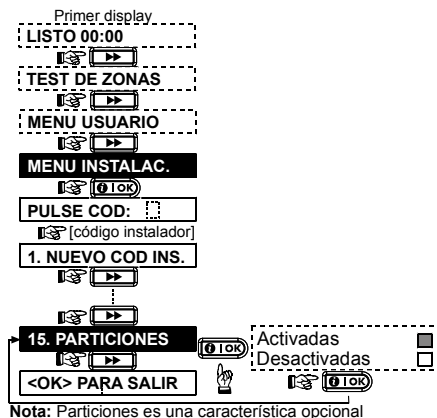 Primer display
LISTO 00:00
TEST DE ZONAS
MENU USUARIO
MENU INSTALAC.
OK
PULSE COD:
[código instalador]
1. NUEVO COD INS.
15. PARTICIONES
OK
Activadas
Desactivadas
<OK> PARA SALIR
OK
Nota: Particiones es una característica opcional